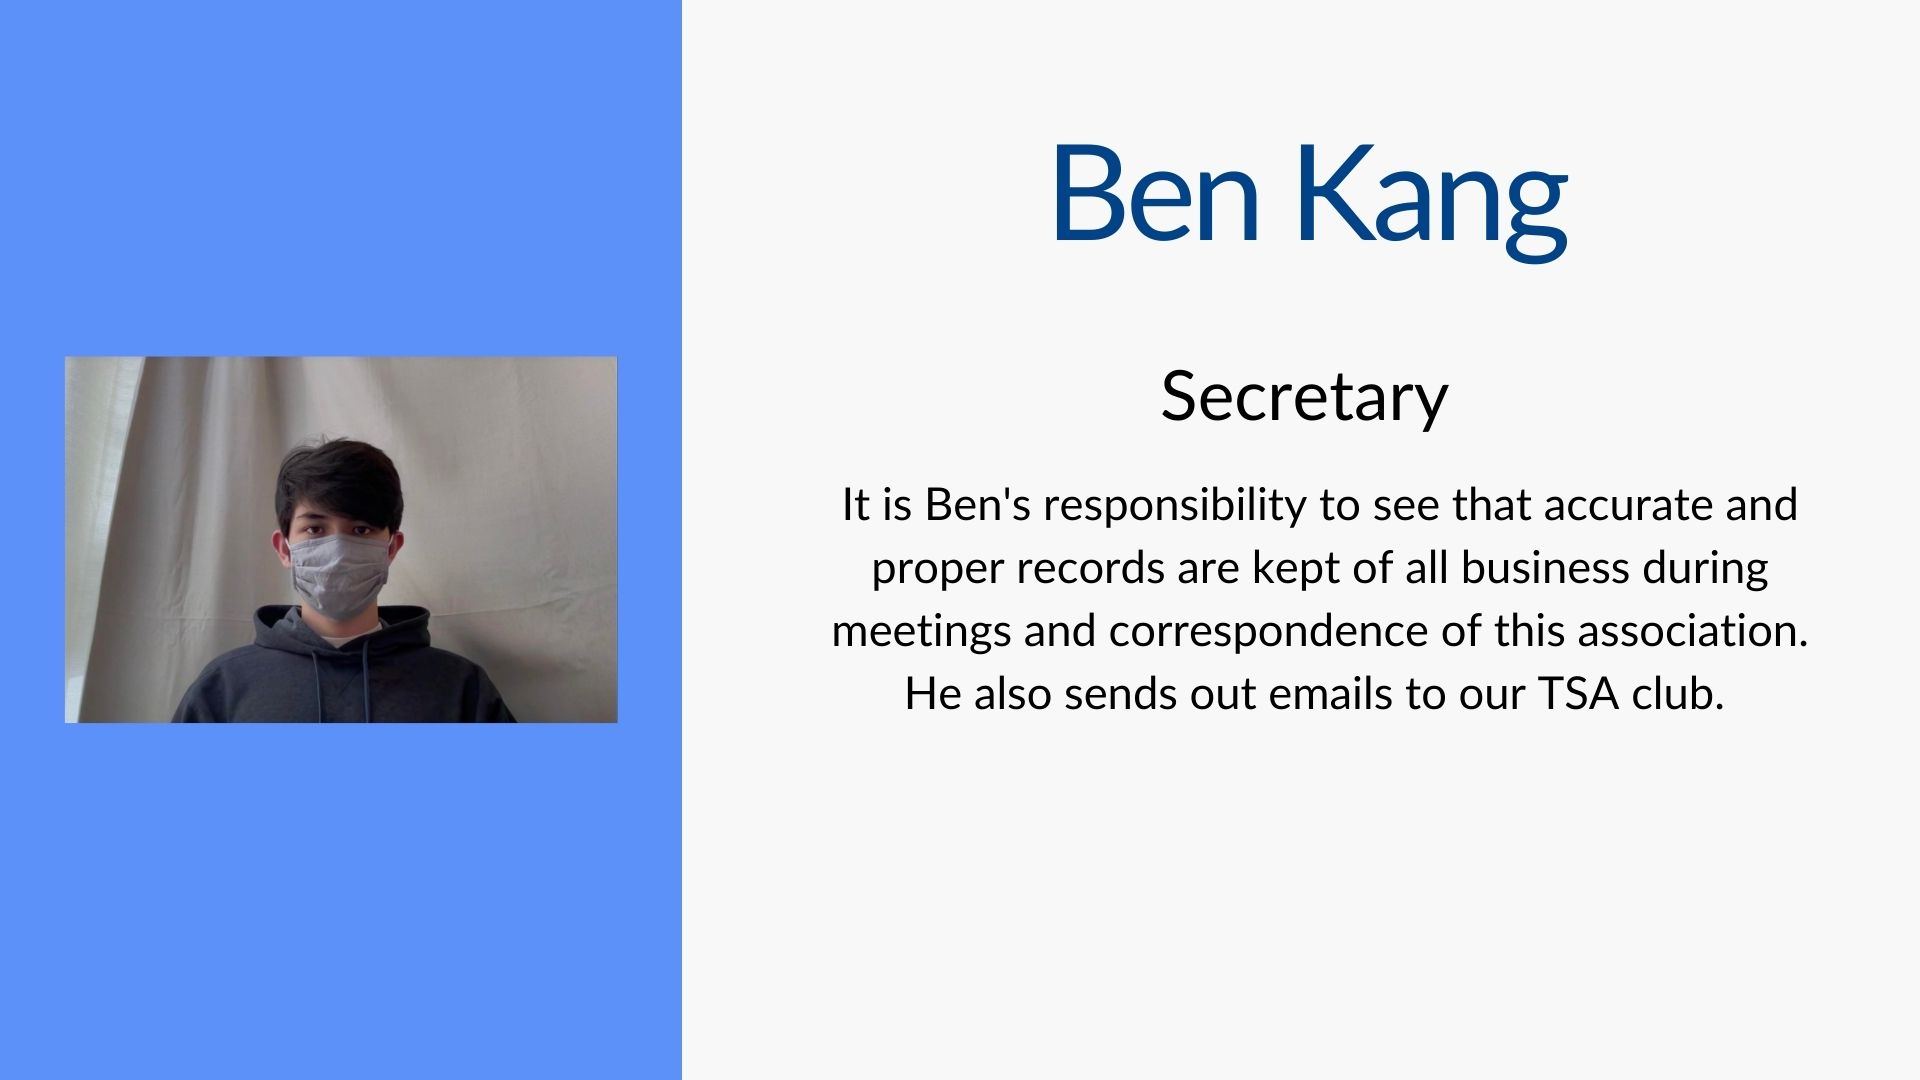 Ben Kang
Secretary
It is Ben's responsibility to see that accurate and
proper records are kept of all business during
meetings and correspondence of this association.
He also sends out emails to our TSA club.